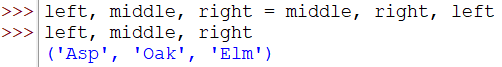 >>> left, middle, right = middle, right, left
>>> left, middle, right
('Asp', 'Oak', 'Elm')